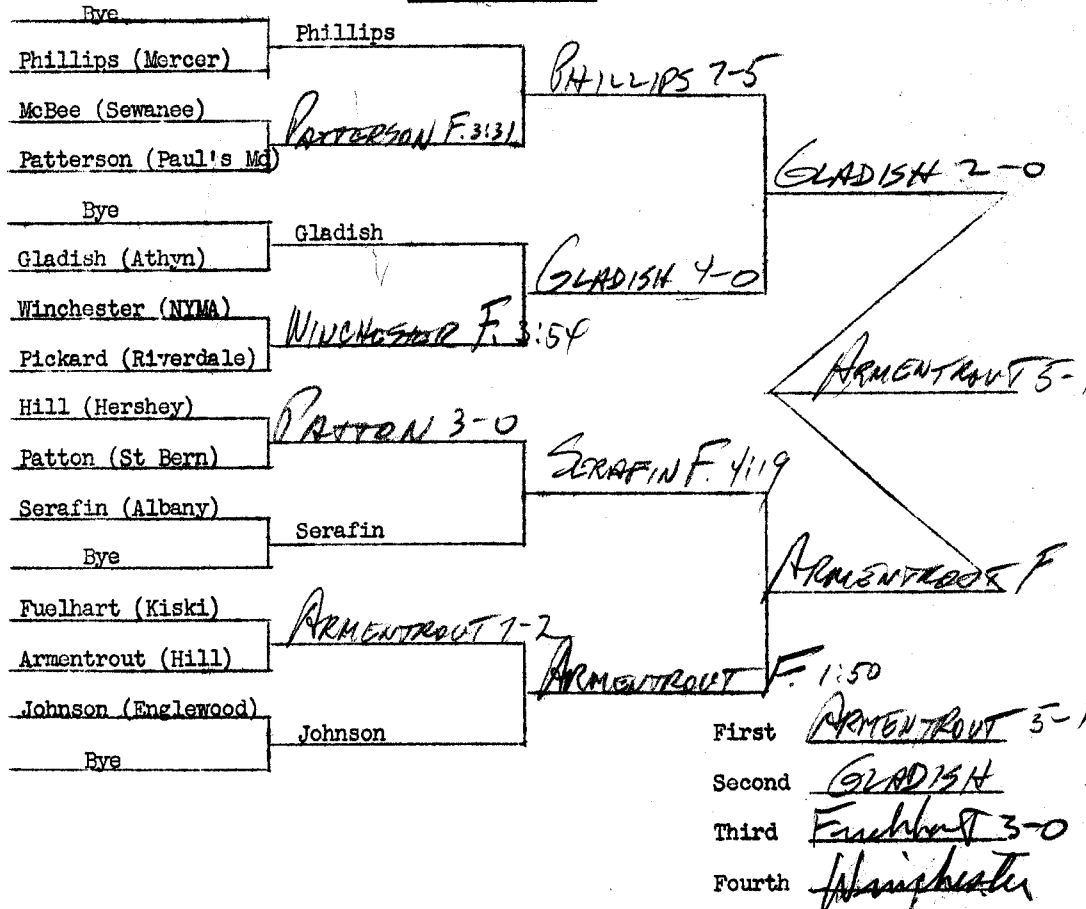 Bye
Phillips (Mercer)
McBee (Sewanee)
Patterson (Paul's Md)
Bye
Gladish (Athyn)
Winchester (NYMA)
Pickard (Riverdale)
Hill (Hershey)
Patton (St Bern)
Serafin (Albany)
Bye
Fuelhart (Kiski)
Armentrout (Hill)
Johnson (Englewood)
Bye
Phillips
PATTERSON F. 3:31
Gladish
WINCHESTER F. 3:54
PATTON 3-0
Serafin
ARMENTROUT 7-2
Johnson
PHILLIPS 7-5
GLADISH 4-0
SERAFIN F. 4:19
ARMENTROUT F. 1:50
GLADISH 2-0
ARMENTROUT F
ARMENTROUT 5-
First ARMENTROUT 5-
Second GLADISH
Third Fuelhart 3-0
Fourth Winchester